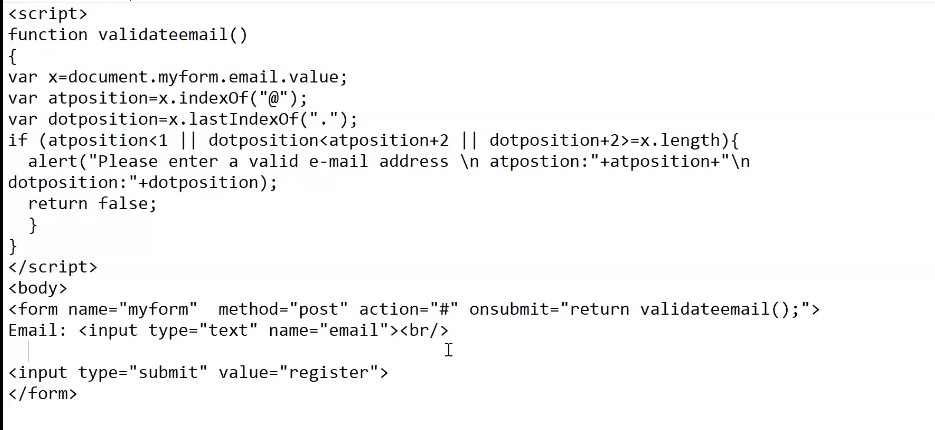 <script>
function validateemail()
{
var x=document.myform.email.value;
var atposition=x.indexOf("@");
var dotposition=x.lastIndexOf(".");
if (atposition<1 || dotposition<atposition+2 || dotposition+2>=x.length){
  alert("Please enter a valid e-mail address \n atpostion:"+atposition+"\n
dotposition:"+dotposition);
  return false;
  }
}
</script>
<body>
<form name="myform"  method="post" action="#" onsubmit="return validateemail();">
Email: <input type="text" name="email"><br/>
<input type="submit" value="register">
</form>